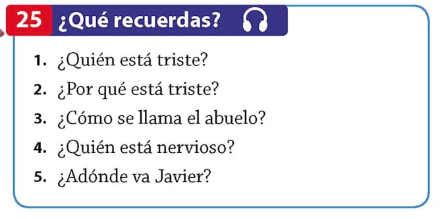 25 ¿Qué recuerdas?
1. ¿Quién está triste?
2. ¿Por qué está triste?
3. ¿Cómo se llama el abuelo?
4. ¿Quién está nervioso?
5. ¿Adónde va Javier?